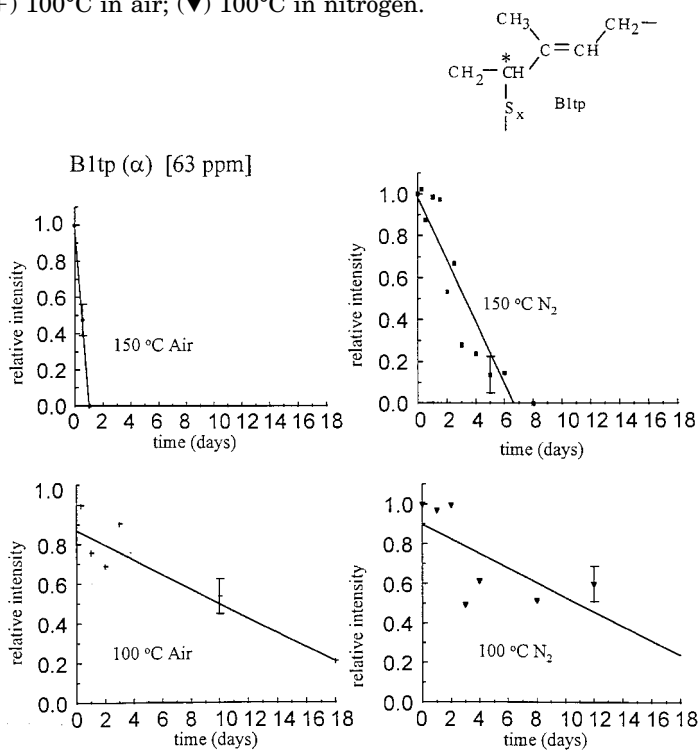 +) 100°C in air; (▼) 100°C in nitrogen.
CH3 CH2—
C=CH
*
CH2—CH
Sx B1tp
B1tp (α) [63 ppm]
relative intensity
1.0
0.8
0.6
0.4
0.2
0.0
150 °C Air
0 2 4 6 8 10 12 14 16 18
time (days)
relative intensity
1.0
0.8
0.6
0.4
0.2
0.0
150 °C N2
0 2 4 6 8 10 12 14 16 18
time (days)
relative intensity
1.0
0.8
0.6
0.4
0.2
0.0
100 °C Air
0 2 4 6 8 10 12 14 16 18
time (days)
relative intensity
1.0
0.8
0.6
0.4
0.2
0.0
100 °C N2
0 2 4 6 8 10 12 14 16 18
time (days)